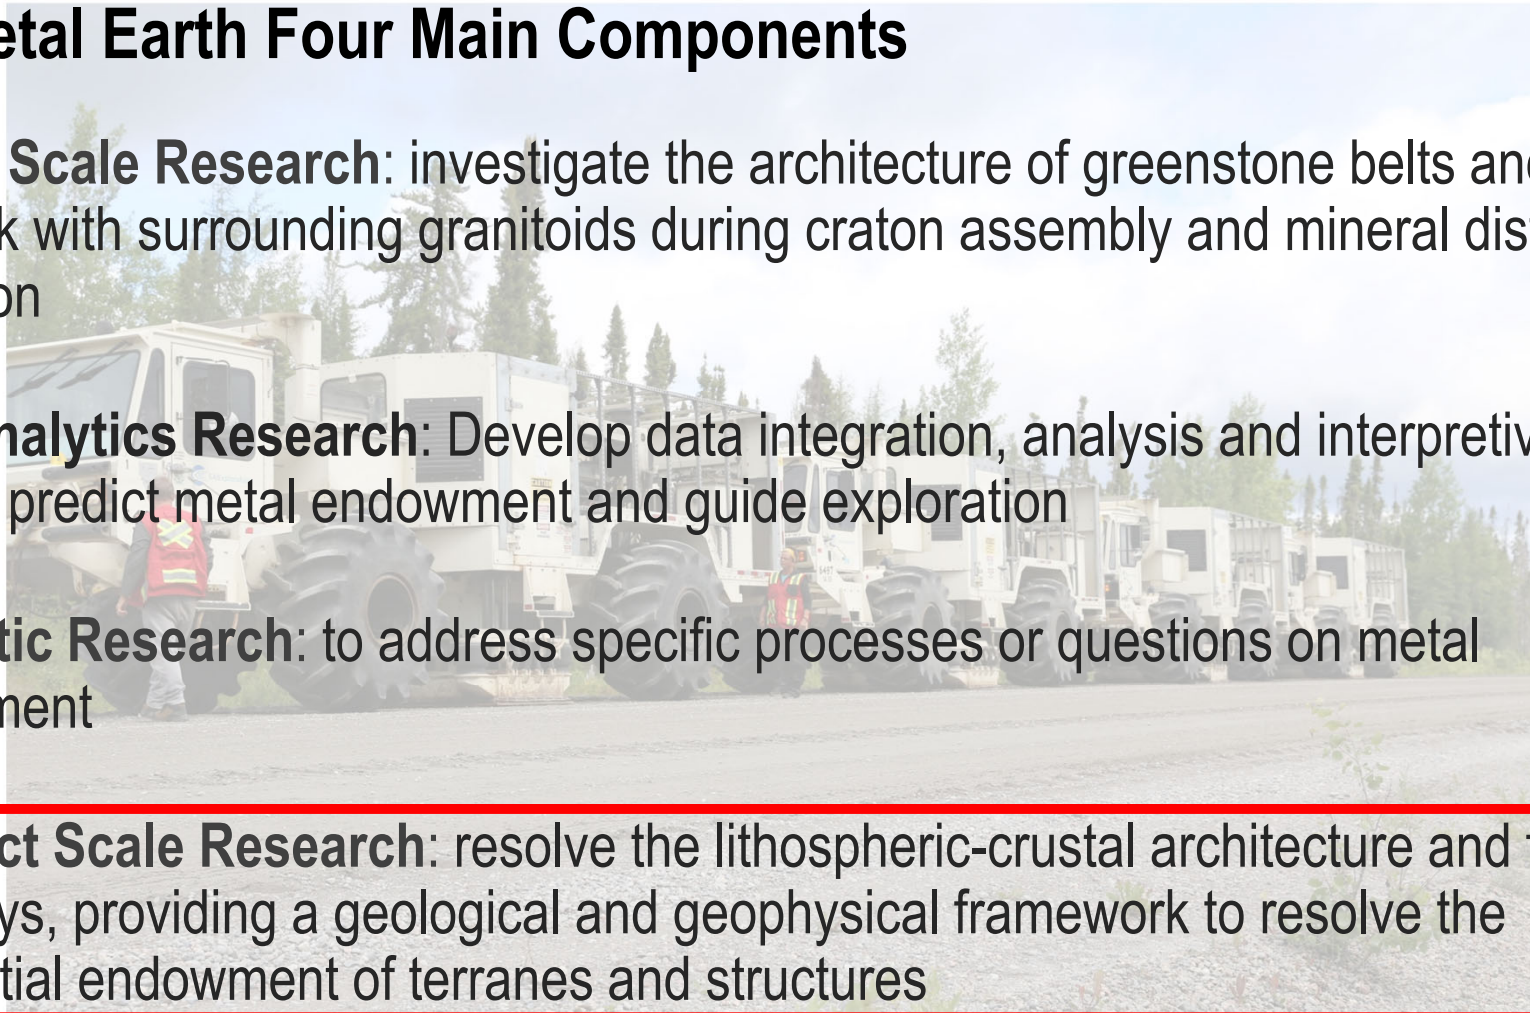 etal Earth Four Main Components
Scale Research: investigate the architecture of greenstone belts and
k with surrounding granitoids during craton assembly and mineral dis
on
nalytics Research: Develop data integration, analysis and interpretiv
predict metal endowment and guide exploration
tic Research: to address specific processes or questions on metal
ment
ct Scale Research: resolve the lithospheric-crustal architecture and
ys, providing a geological and geophysical framework to resolve the
tial endowment of terranes and structures